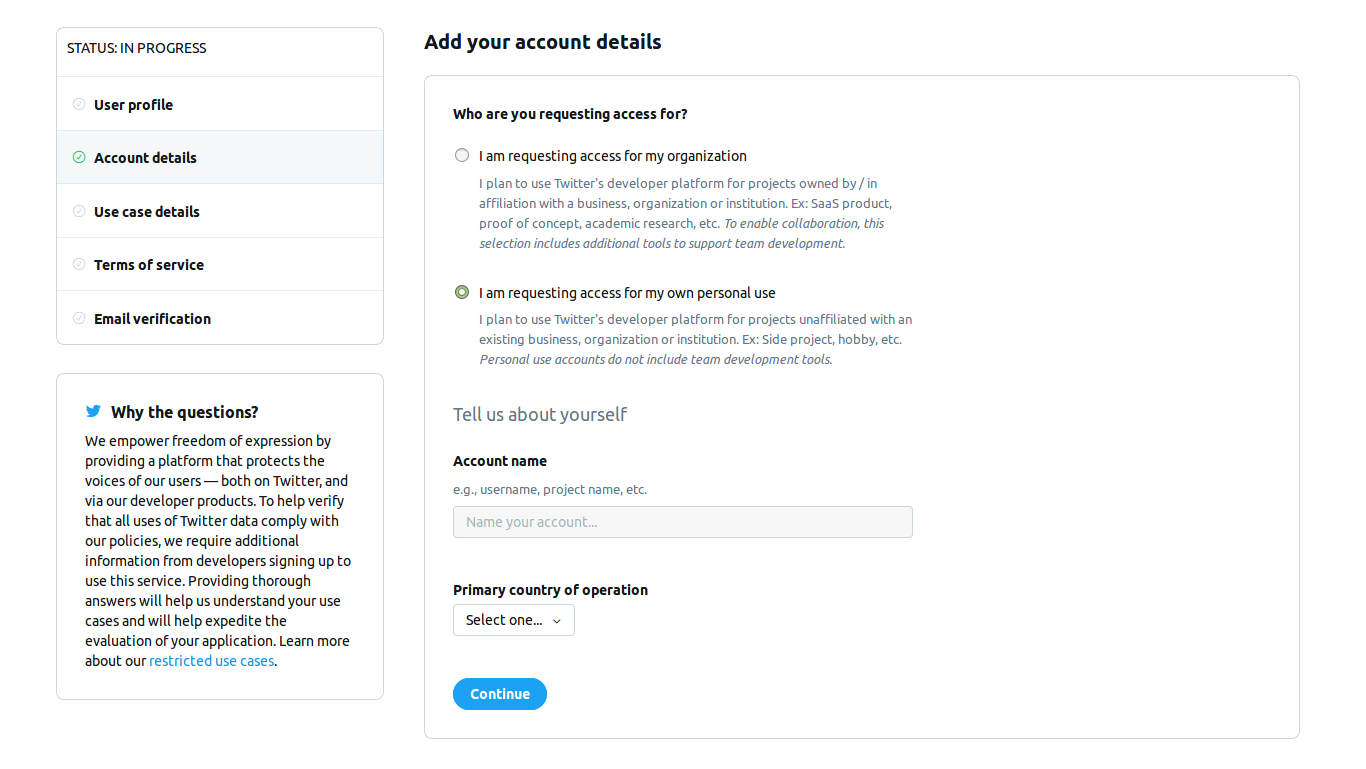 STATUS: IN PROGRESS
User profile
Account details
Use case details
Terms of service
Email verification
Why the questions?
We empower freedom of expression by
providing a platform that protects the
voices of our users — both on Twitter, and
via our developer products. To help verify
that all uses of Twitter data comply with
our policies, we require additional
information from developers signing up to
use this service. Providing thorough
answers will help us understand your use
cases and will help expedite the
evaluation of your application. Learn more
about our restricted use cases.
Add your account details
Who are you requesting access for?
I am requesting access for my organization
I plan to use Twitter's developer platform for projects owned by / in
affiliation with a business, organization or institution. Ex: SaaS product,
proof of concept, academic research, etc. To enable collaboration, this
selection includes additional tools to support team development.
I am requesting access for my own personal use
I plan to use Twitter's developer platform for projects unaffiliated with an
existing business, organization or institution. Ex: Side project, hobby, etc.
Personal use accounts do not include team development tools.
Tell us about yourself
Account name
e.g., username, project name, etc.
Name your account...
Primary country of operation
Select one...
Continue